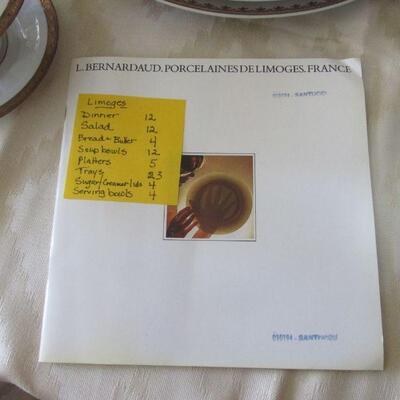 L. BERNARDAUD. PORCELAINES DE LIMOGES. FRANCE
Limoges
Dinner 12
Salad 12
Bread & Butter 4
Soup bowls 12
Platters 5
Trays 3
Sugar/Creamer/lids 4
Serving bowls 4